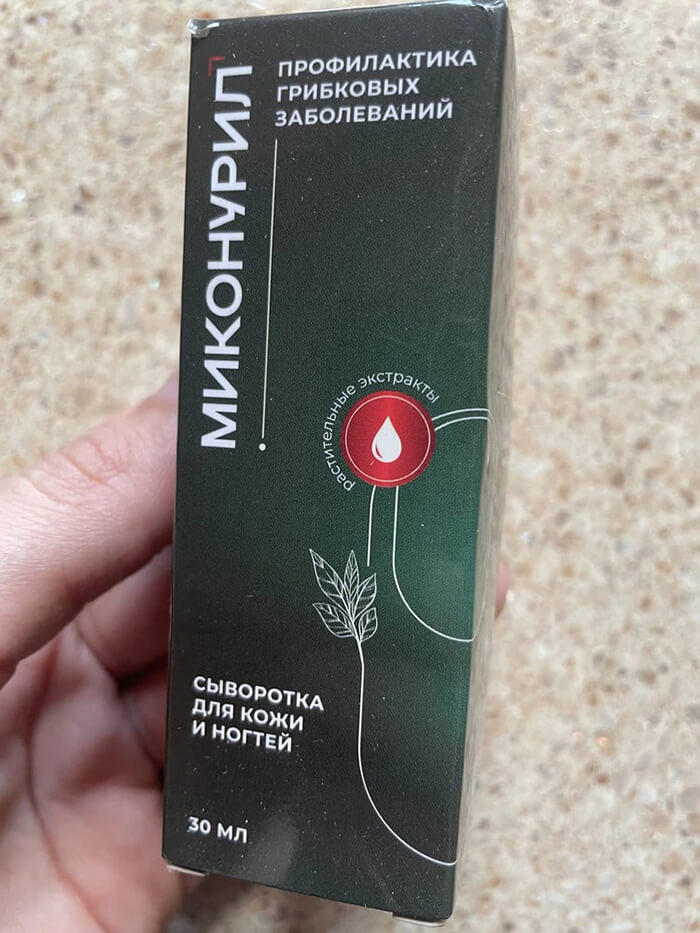 МИКОНУРИЛ
ПРОФИЛАКТИКА
ГРИБКОВЫХ
ЗАБОЛЕВАНИЙ
растительные экстракты
СЫВОРОТКА
ДЛЯ КОЖИ
И НОГТЕЙ
30 МЛ